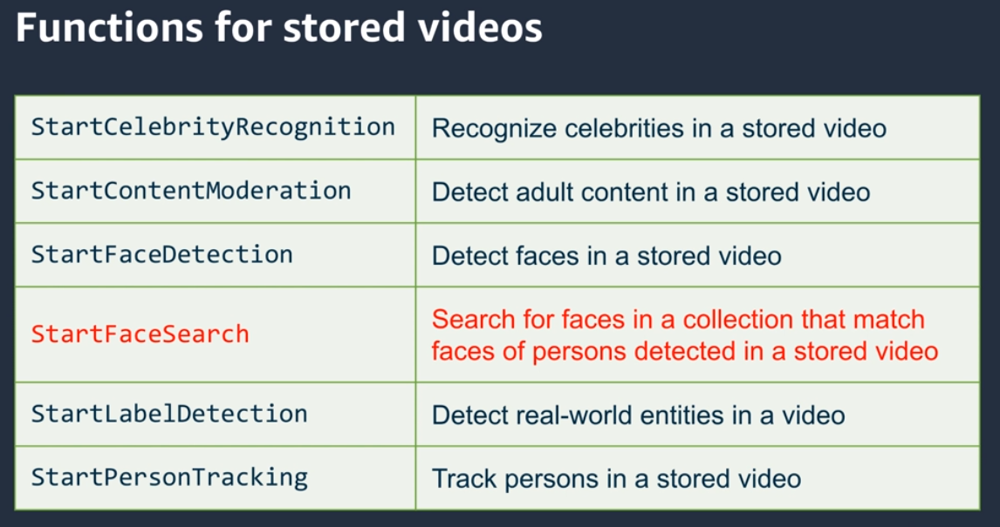 Functions for stored videos
StartCelebrityRecognition
Recognize celebrities in a stored video
StartContentModeration
Detect adult content in a stored video
StartFaceDetection
Detect faces in a stored video
StartFaceSearch
Search for faces in a collection that match
faces of persons detected in a stored video
StartLabelDetection
Detect real-world entities in a video
StartPersonTracking
Track persons in a stored video